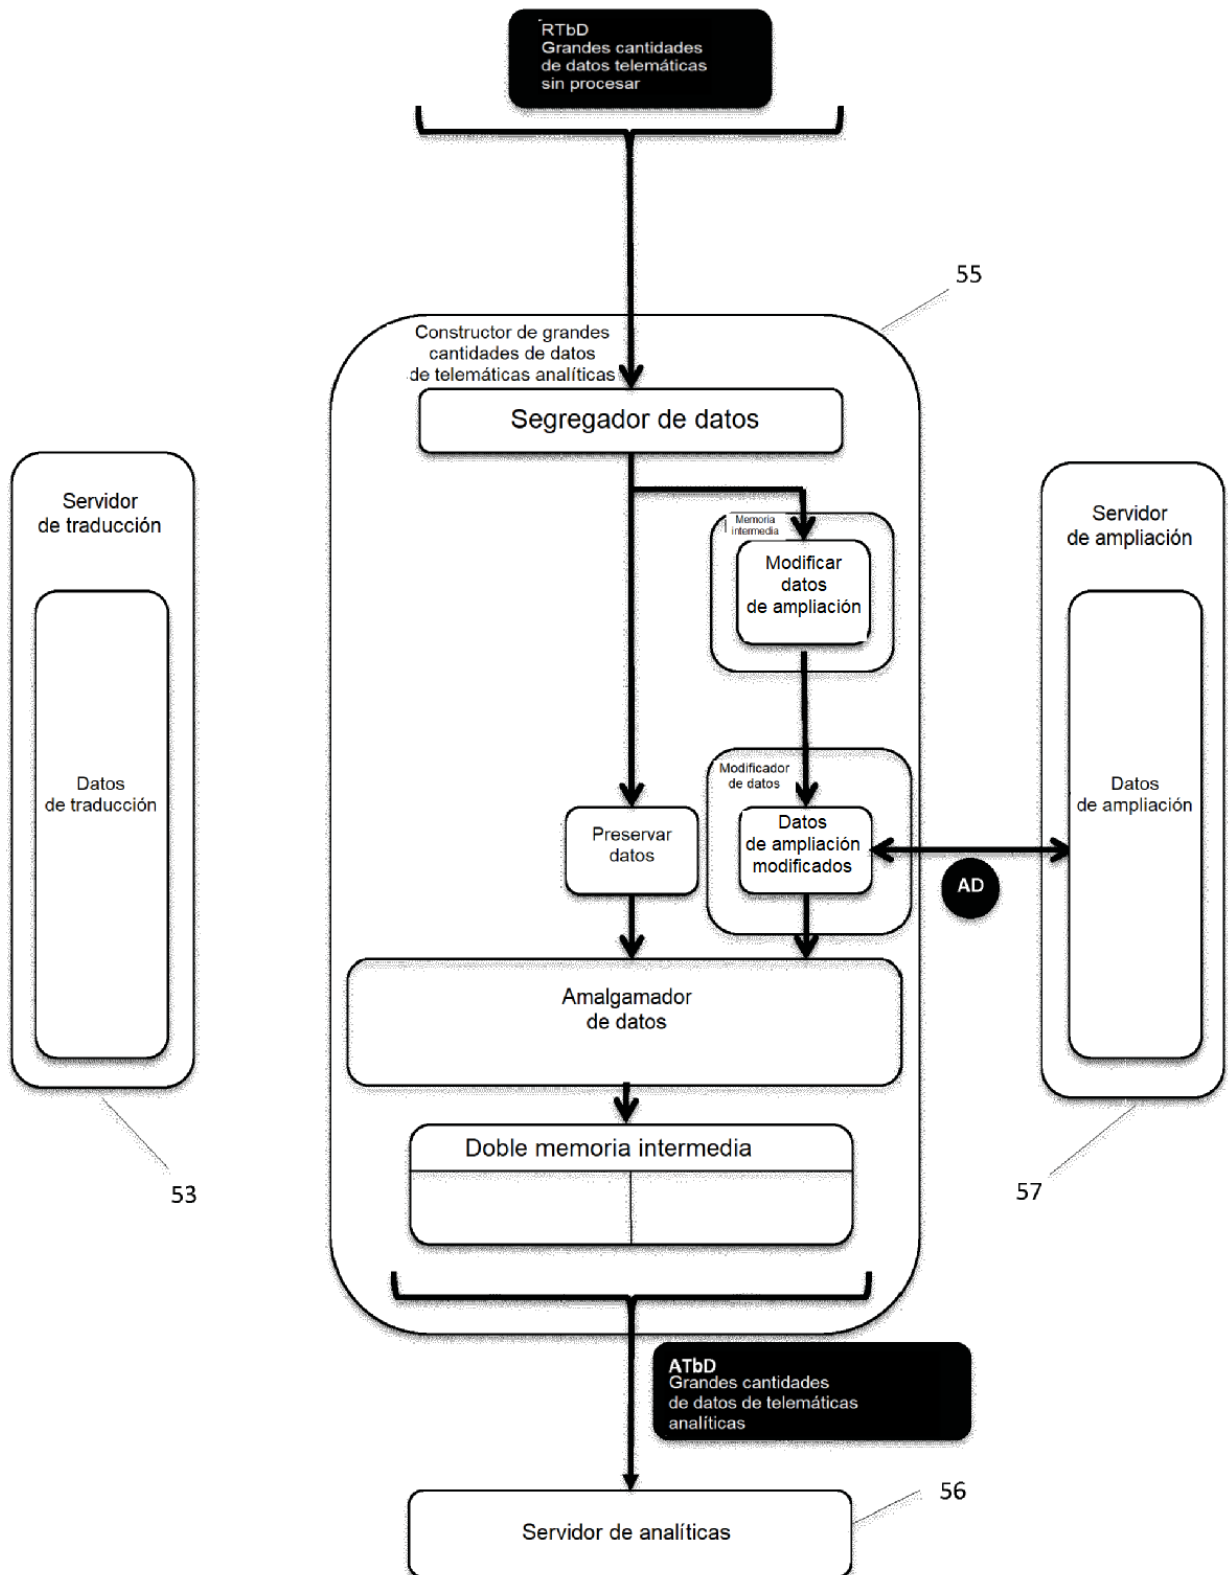 RTbD
Grandes cantidades
de datos telemáticas
sin procesar
55
Constructor de grandes
cantidades de datos
de telemáticas analíticas
Segregador de datos
Servidor
de traducción
Memoria
intermedia
Servidor
de ampliación
Modificar
datos
de ampliación
Modificador
de datos
Datos
de traducción
Datos
de ampliación
Preservar
datos
Datos
de ampliación
modificados
AD
Amalgamador
de datos
Doble memoria intermedia
53
57
ATbD
Grandes cantidades
de datos de telemáticas
analíticas
56
Servidor de analíticas